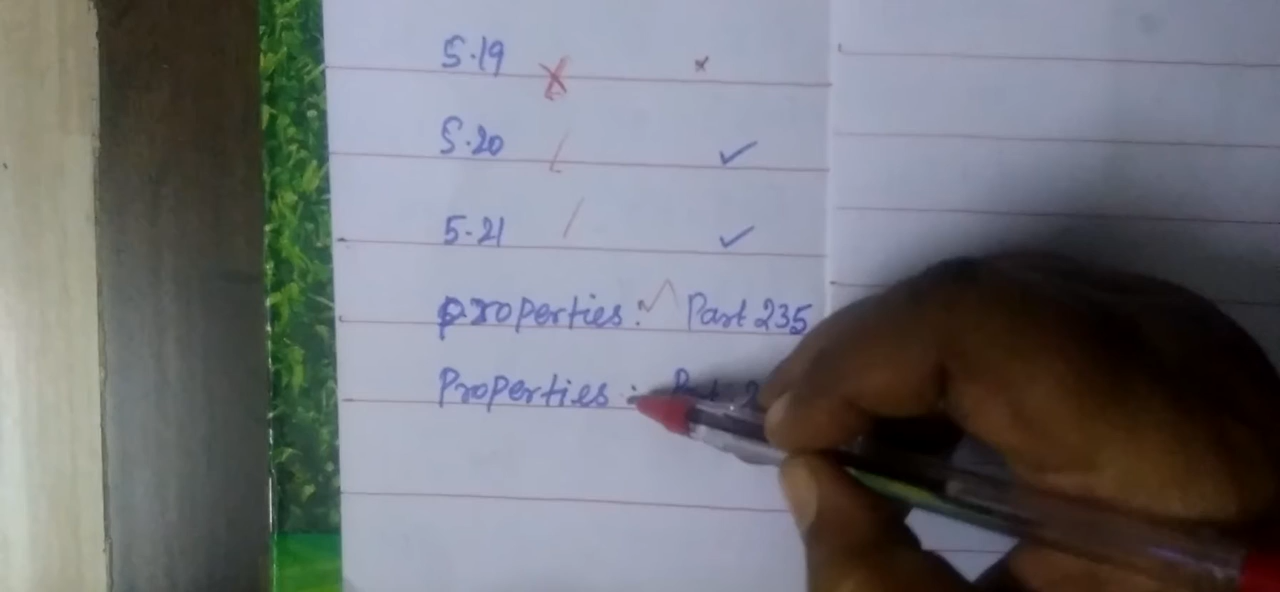 5.19 × ×
5.20 ✓
5.21 ✓
properties: ✓ Part 235
Properties :